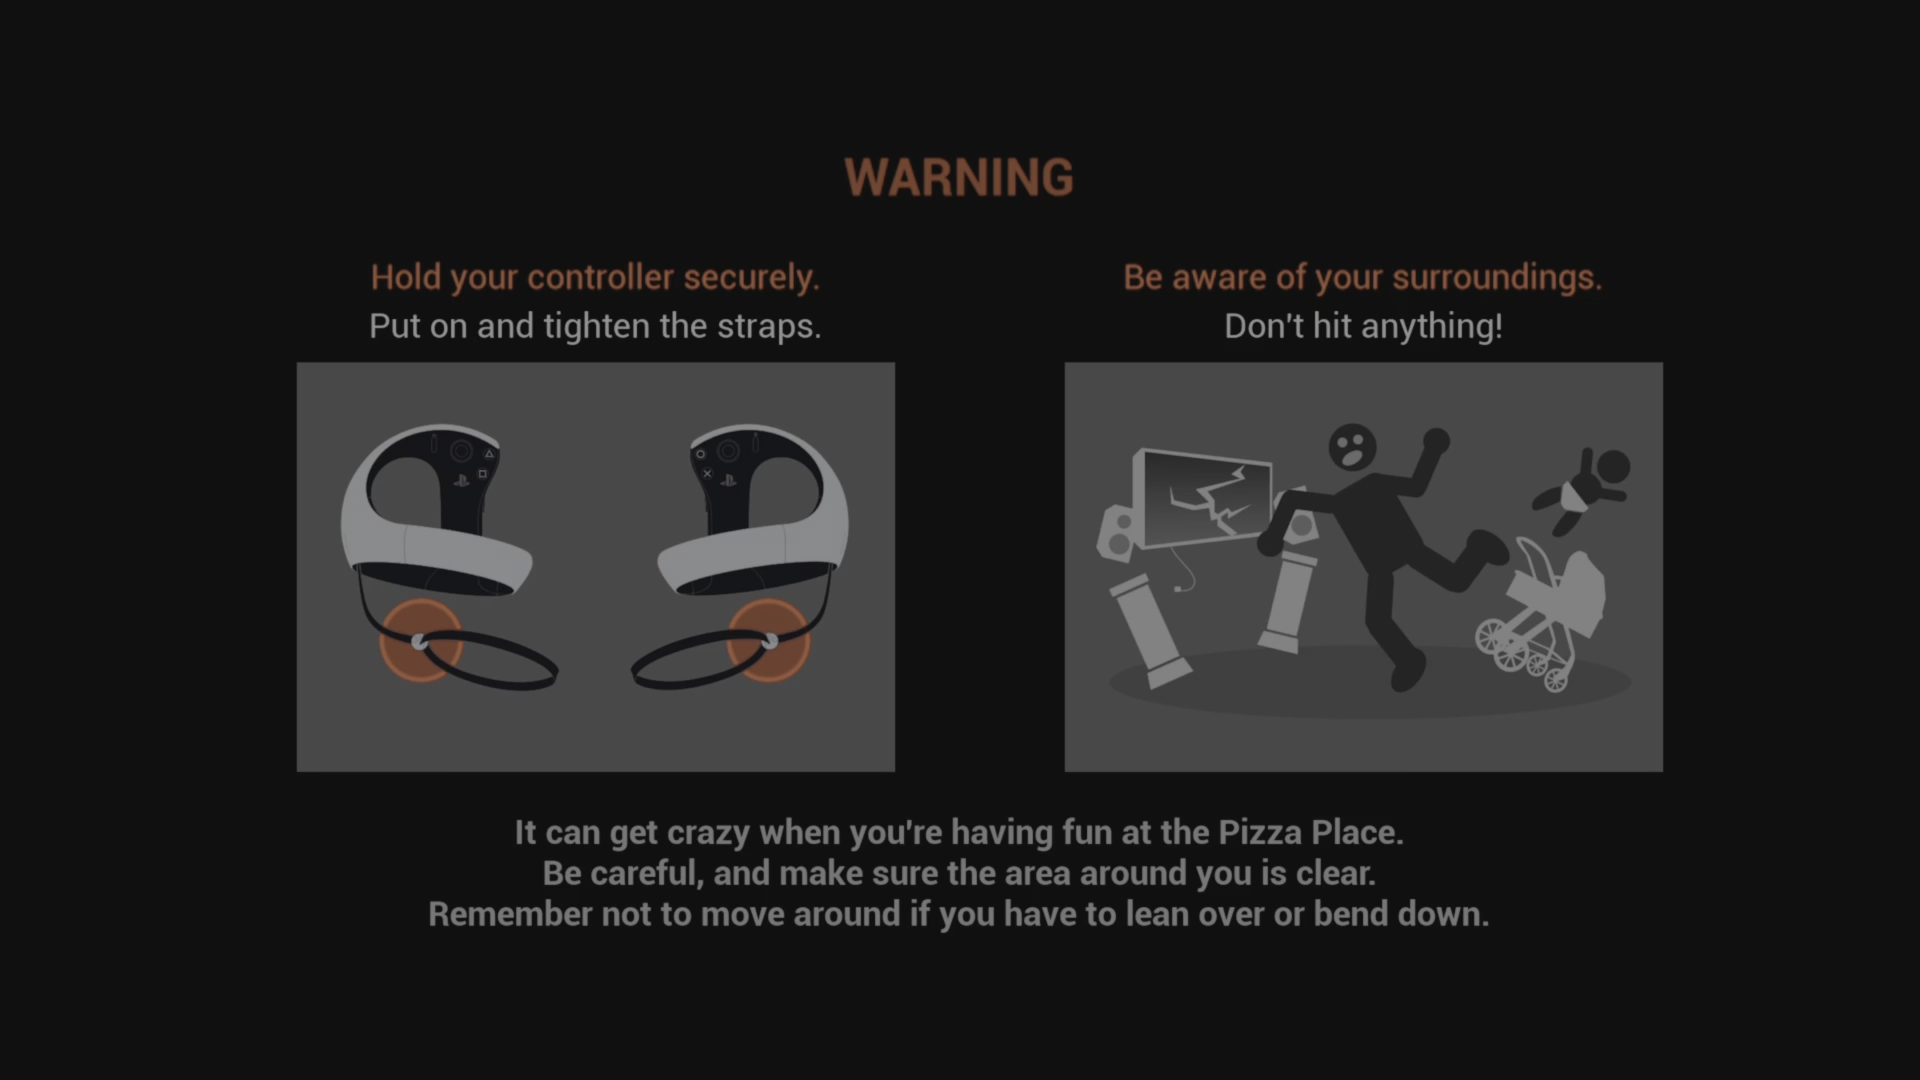 WARNING
Hold your controller securely.
Put on and tighten the straps.
Be aware of your surroundings.
Don't hit anything!
It can get crazy when you're having fun at the Pizza Place.
Be careful, and make sure the area around you is clear.
Remember not to move around if you have to lean over or bend down.